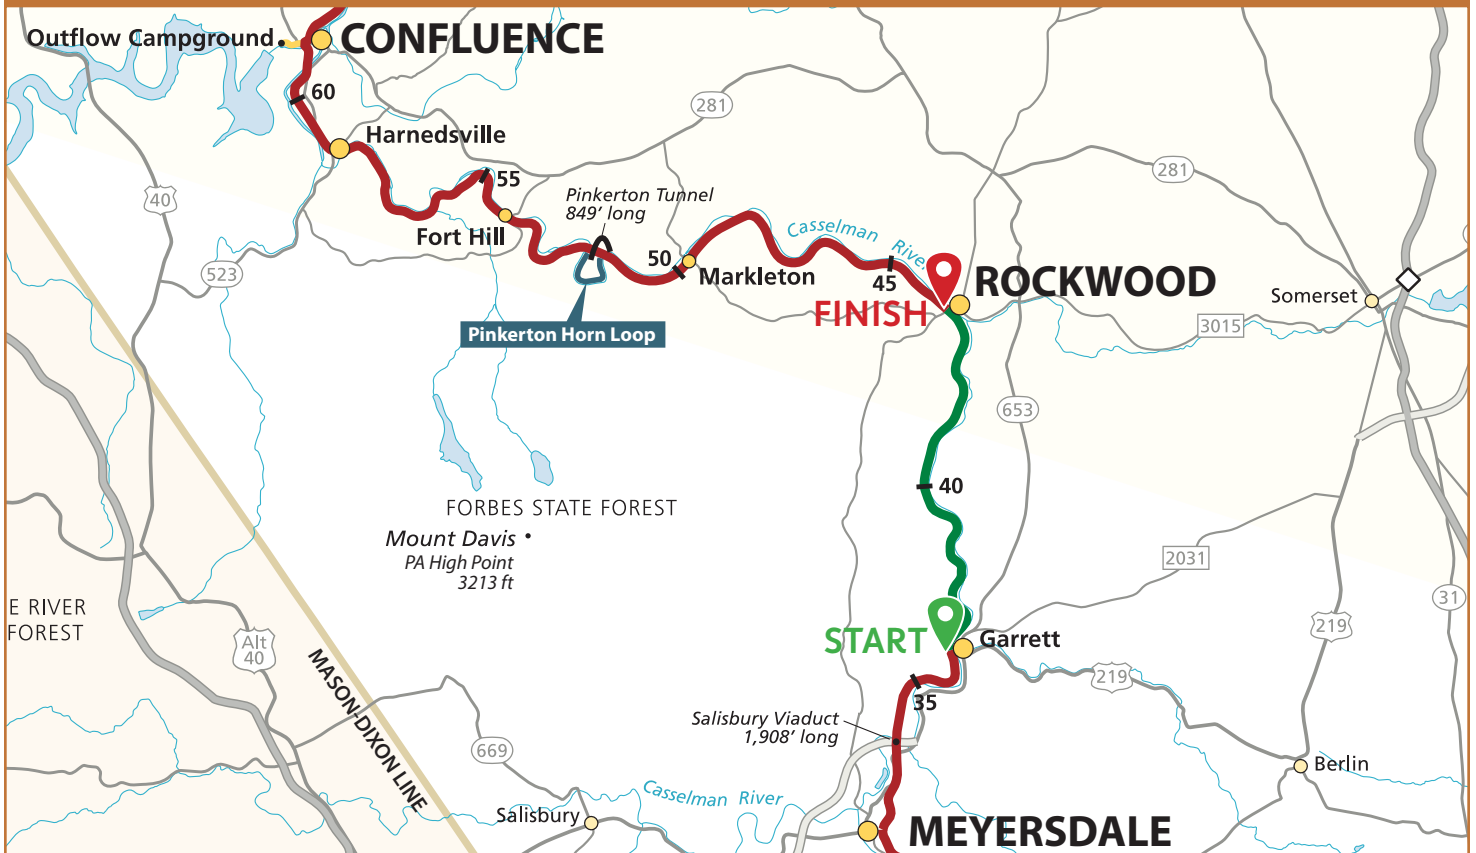 Outflow Campground
CONFLUENCE
60
281
Harnedsville
281
55
40
Pinkerton Tunnel
849' long
Casselman River
Fort Hill
50
Markleton
45
523
ROCKWOOD
Somerset
FINISH
3015
Pinkerton Horn Loop
653
40
FORBES STATE FOREST
Mount Davis
PA High Point
3213 ft
2031
E RIVER
FOREST
31
219
START
Garrett
Alt
40
MASON-DIXON LINE
219
35
Salisbury Viaduct
1,908' long
669
Berlin
Casselman River
Salisbury
MEYERSDALE